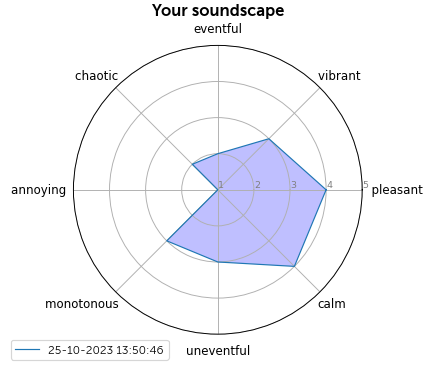 Your soundscape
eventful
chaotic
vibrant
annoying
1
2
3
4
5
pleasant
monotonous
calm
25-10-2023 13:50:46
uneventful